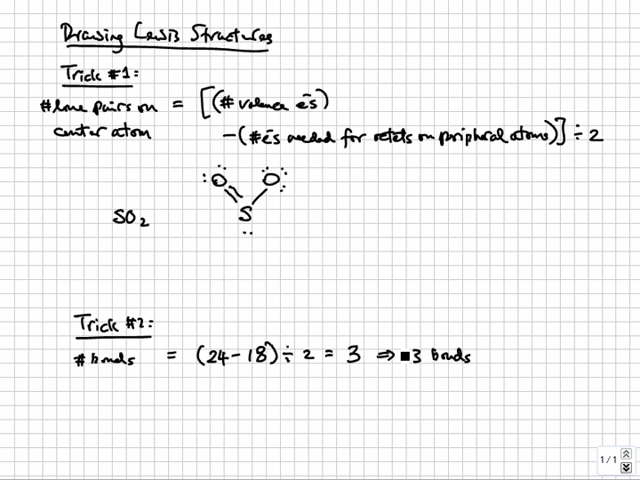 Drawing Lewis Structures
Trick #1:
# lone pairs on = [(# valence e⁻s)
center atom − (# e⁻s needed for octets on peripheral atoms)] ÷ 2
:Ö O:
SO₂ S
Trick #2:
# bonds = (24 − 18) ÷ 2 = 3 ⇒ 3 bonds
1/1